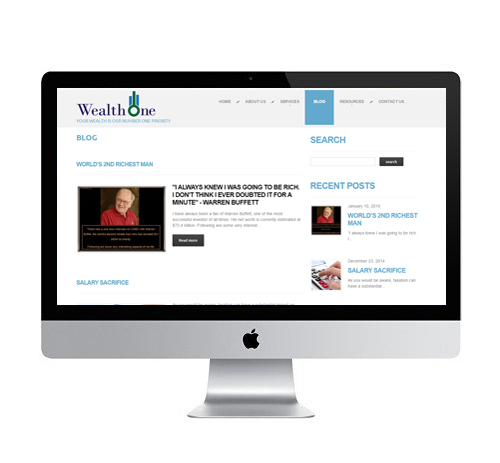 Wealth One
YOUR WEALTH IS OUR NUMBER ONE PRIORITY
HOME ABOUT US SERVICES BLOG RESOURCES CONTACT US
BLOG
WORLD'S 2ND RICHEST MAN
"I ALWAYS KNEW I WAS GOING TO BE RICH.
I DON'T THINK I EVER DOUBTED IT FOR A
MINUTE" - WARREN BUFFETT
I have always been a fan of Warren Buffett, one of the most
successful investor of all times. His net worth is currently estimated at
Following are some very interest...
Read more
SALARY SACRIFICE
SEARCH
search
RECENT POSTS
January 10, 2015
WORLD'S 2ND RICHEST
MAN
"I always knew I was going to be rich
I...
December 23, 2014
SALARY SACRIFICE
As you would be aware, taxation can
have a substantial ...